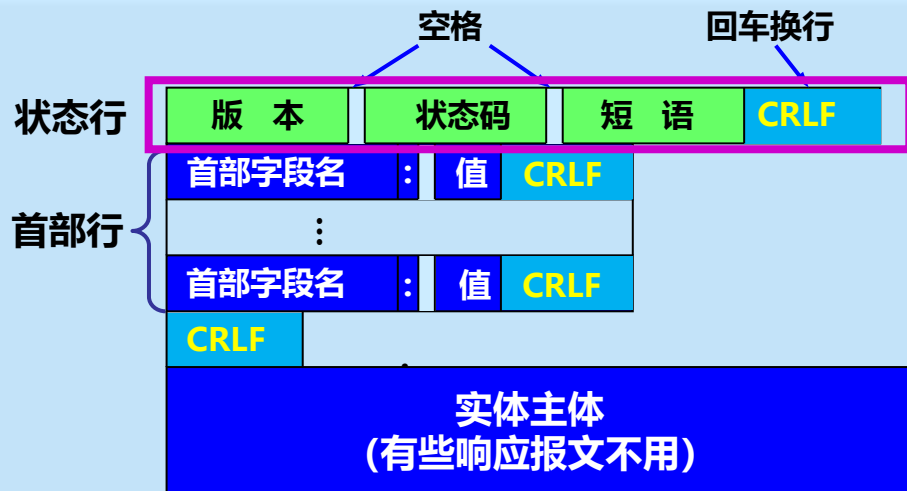 空格 回车换行
状态行 版 本 状态码 短 语 CRLF
首部字段名 : 值 CRLF
首部行 ⋮
首部字段名 : 值 CRLF
CRLF
实体主体
(有些响应报文不用)